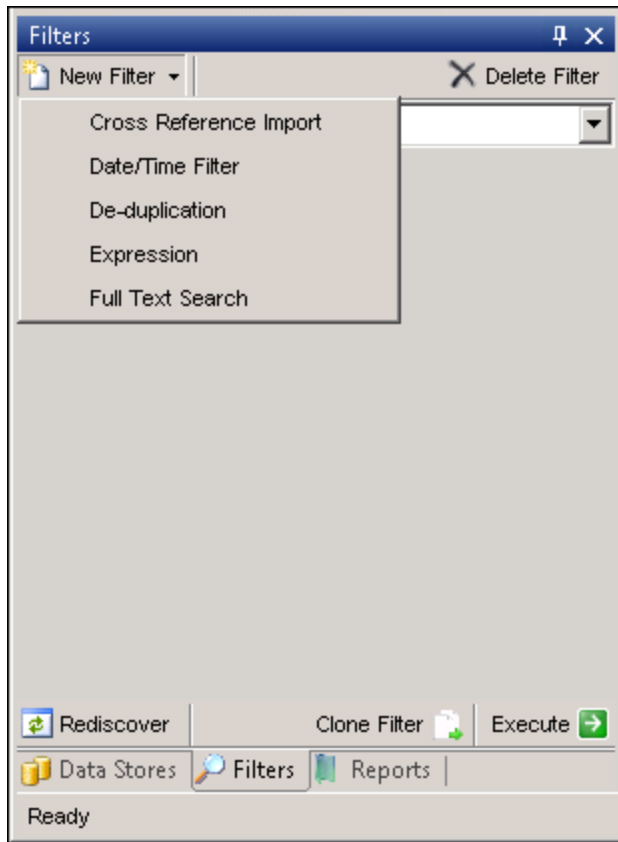 Filters
New Filter Delete Filter
Cross Reference Import
Date/Time Filter
De-duplication
Expression
Full Text Search
Rediscover Clone Filter Execute
Data Stores Filters Reports
Ready